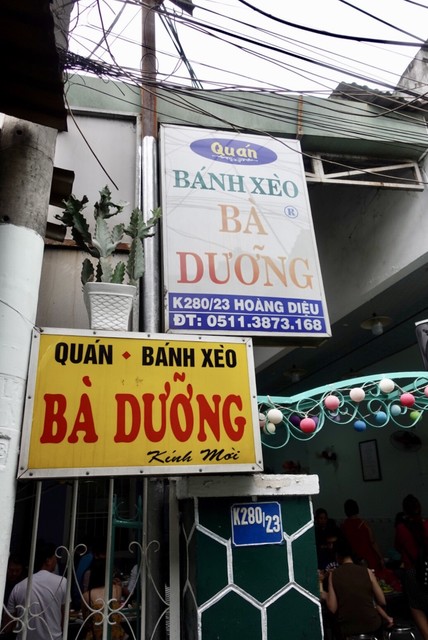 Quán
BÁNH XÈO
BÀ
DƯỠNG
®
K280/23 HOÀNG DIỆU
ĐT: 0511.3873.168
QUÁN • BÁNH XÈO
BÀ DƯỠNG
Kính Mời
K280/23